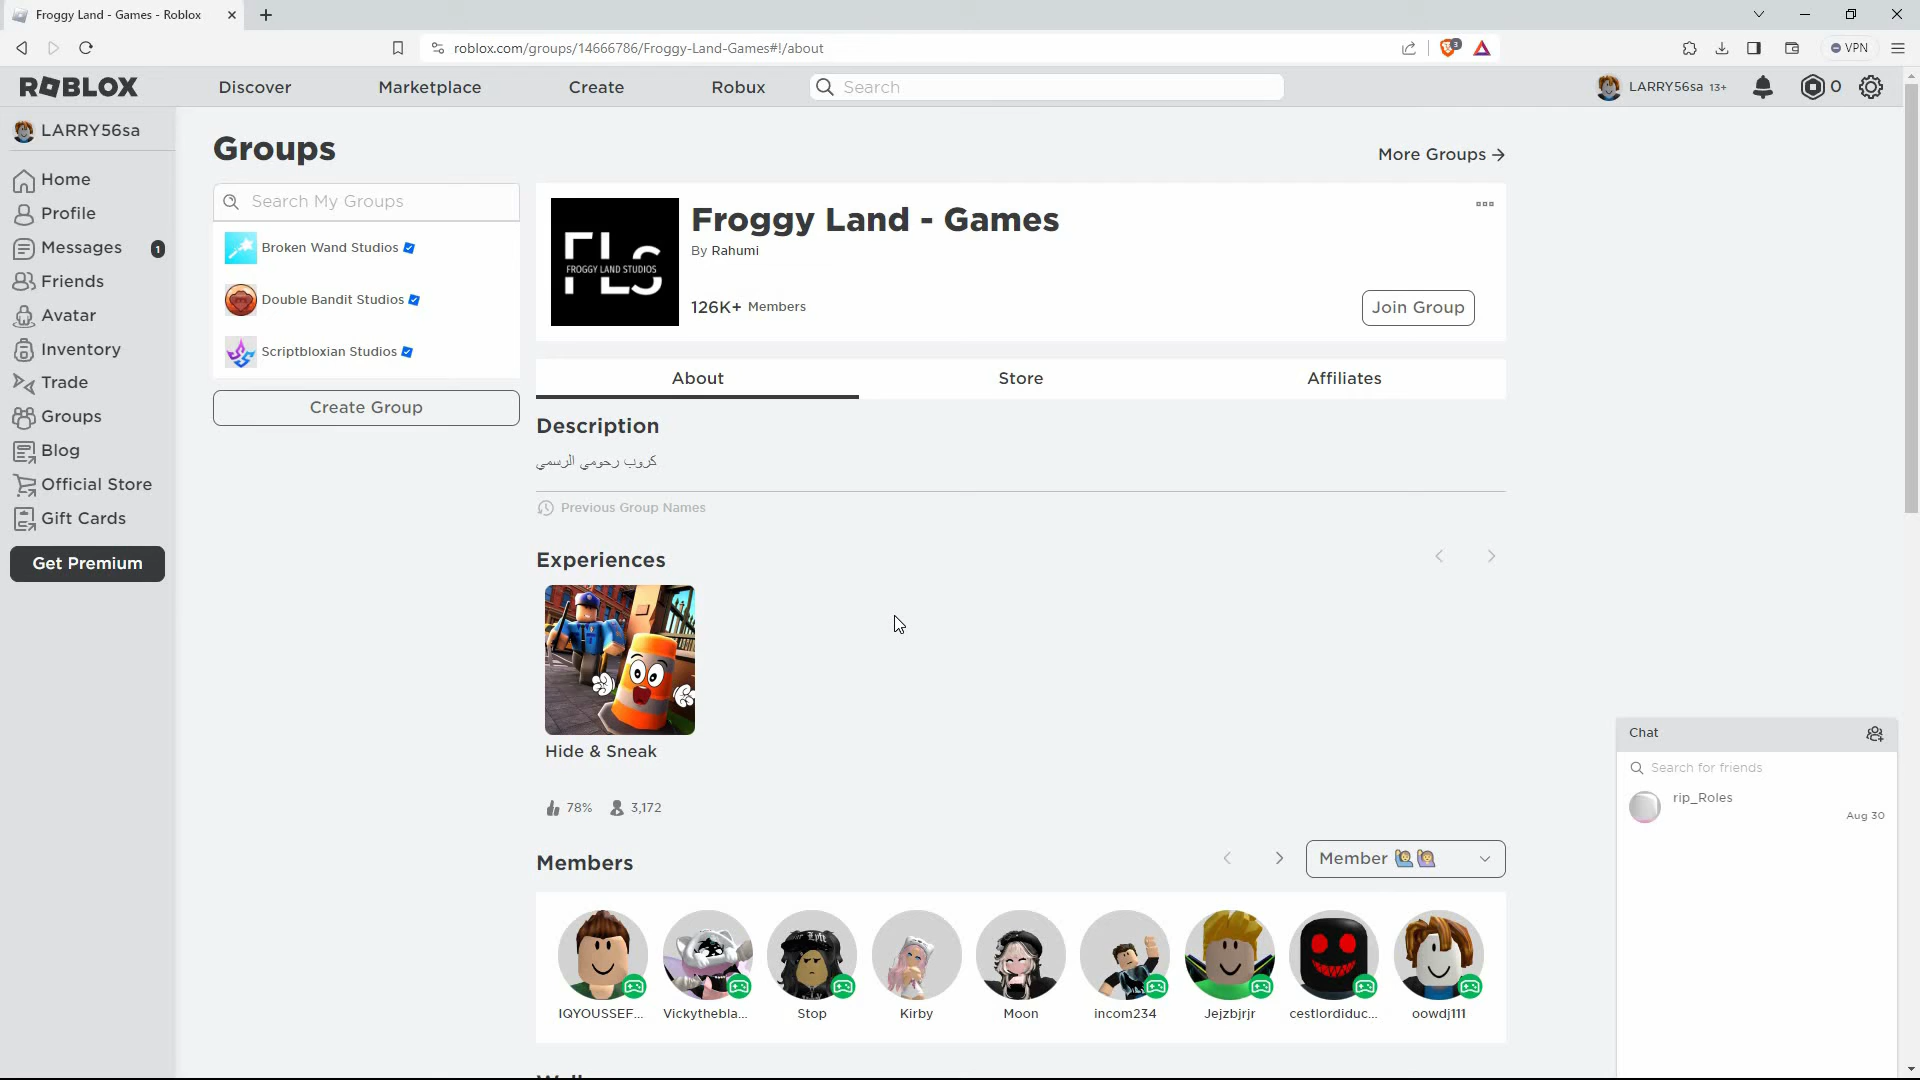 Froggy Land - Games - Roblox
roblox.com/groups/14666786/Froggy-Land-Games#!/about
3
VPN
ROBLOX
Discover
Marketplace
Create
Robux
Search
LARRY56sa 13+
0
LARRY56sa
Home
Profile
Messages 1
Friends
Avatar
Inventory
Trade
Groups
Blog
Official Store
Gift Cards
Get Premium
Groups
More Groups
Search My Groups
Broken Wand Studios
Double Bandit Studios
Scriptbloxian Studios
Create Group
FLS
FROGGY LAND STUDIOS
Froggy Land - Games
By Rahumi
126K+ Members
Join Group
About
Store
Affiliates
Description
كروب رحومي الرسمي
Previous Group Names
Experiences
Hide & Sneak
78% 3,172
Members
Member
IQYOUSSEF...
Vickythebla...
Stop
Kirby
Moon
incom234
Jejzbjrjr
cestlordiduc...
oowdj111
Chat
Search for friends
rip_Roles
Aug 30